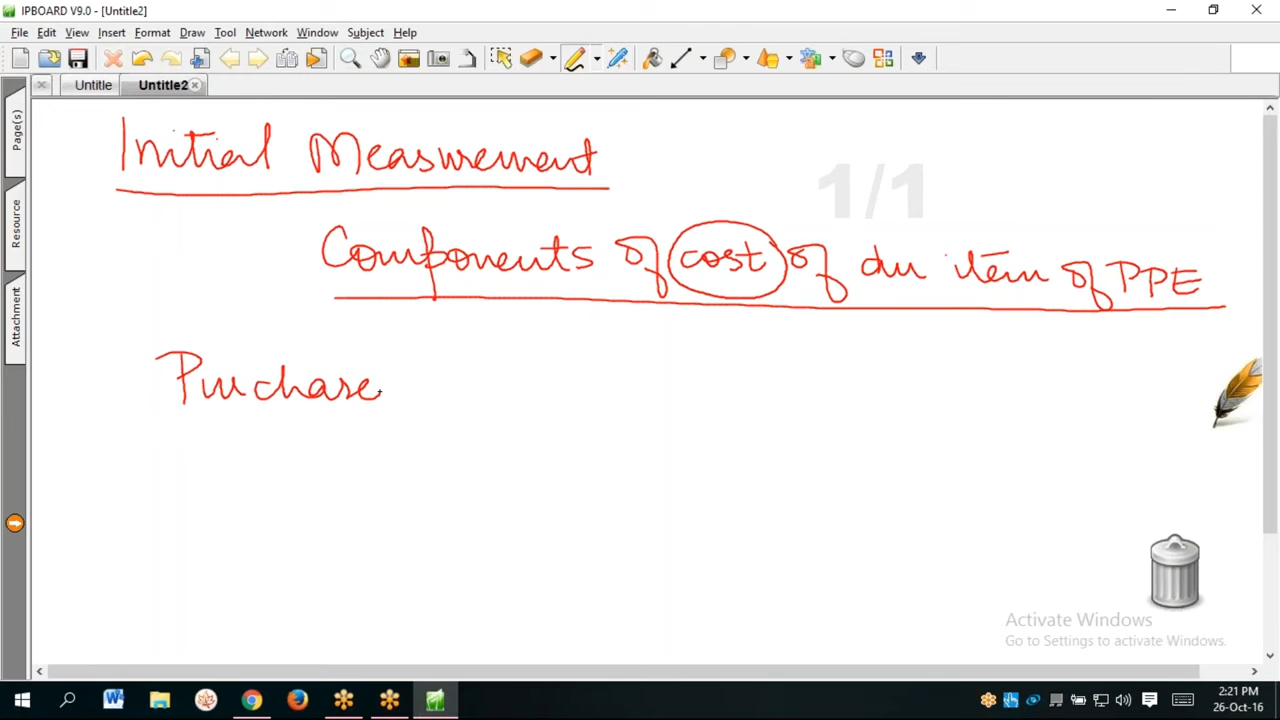 IPBOARD V9.0 - [Untitle2]
File Edit View Insert Format Draw Tool Network Window Subject Help
Untitle Untitle2
Page(s)
Resource
Attachment
1/1
Initial Measurement
Components of cost of an item of PPE
Purchase
Activate Windows
Go to Settings to activate Windows.
2:21 PM
26-Oct-16